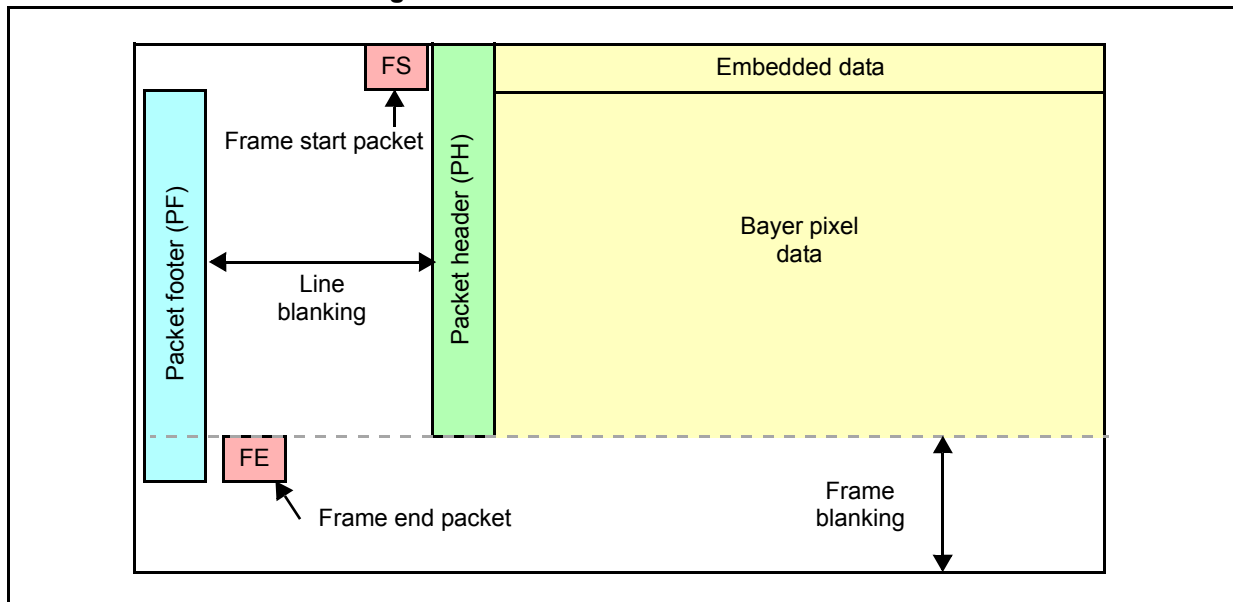 FS
Embedded data
Frame start packet
Packet footer (PF)
Packet header (PH)
Bayer pixel
data
Line
blanking
FE
Frame end packet
Frame
blanking